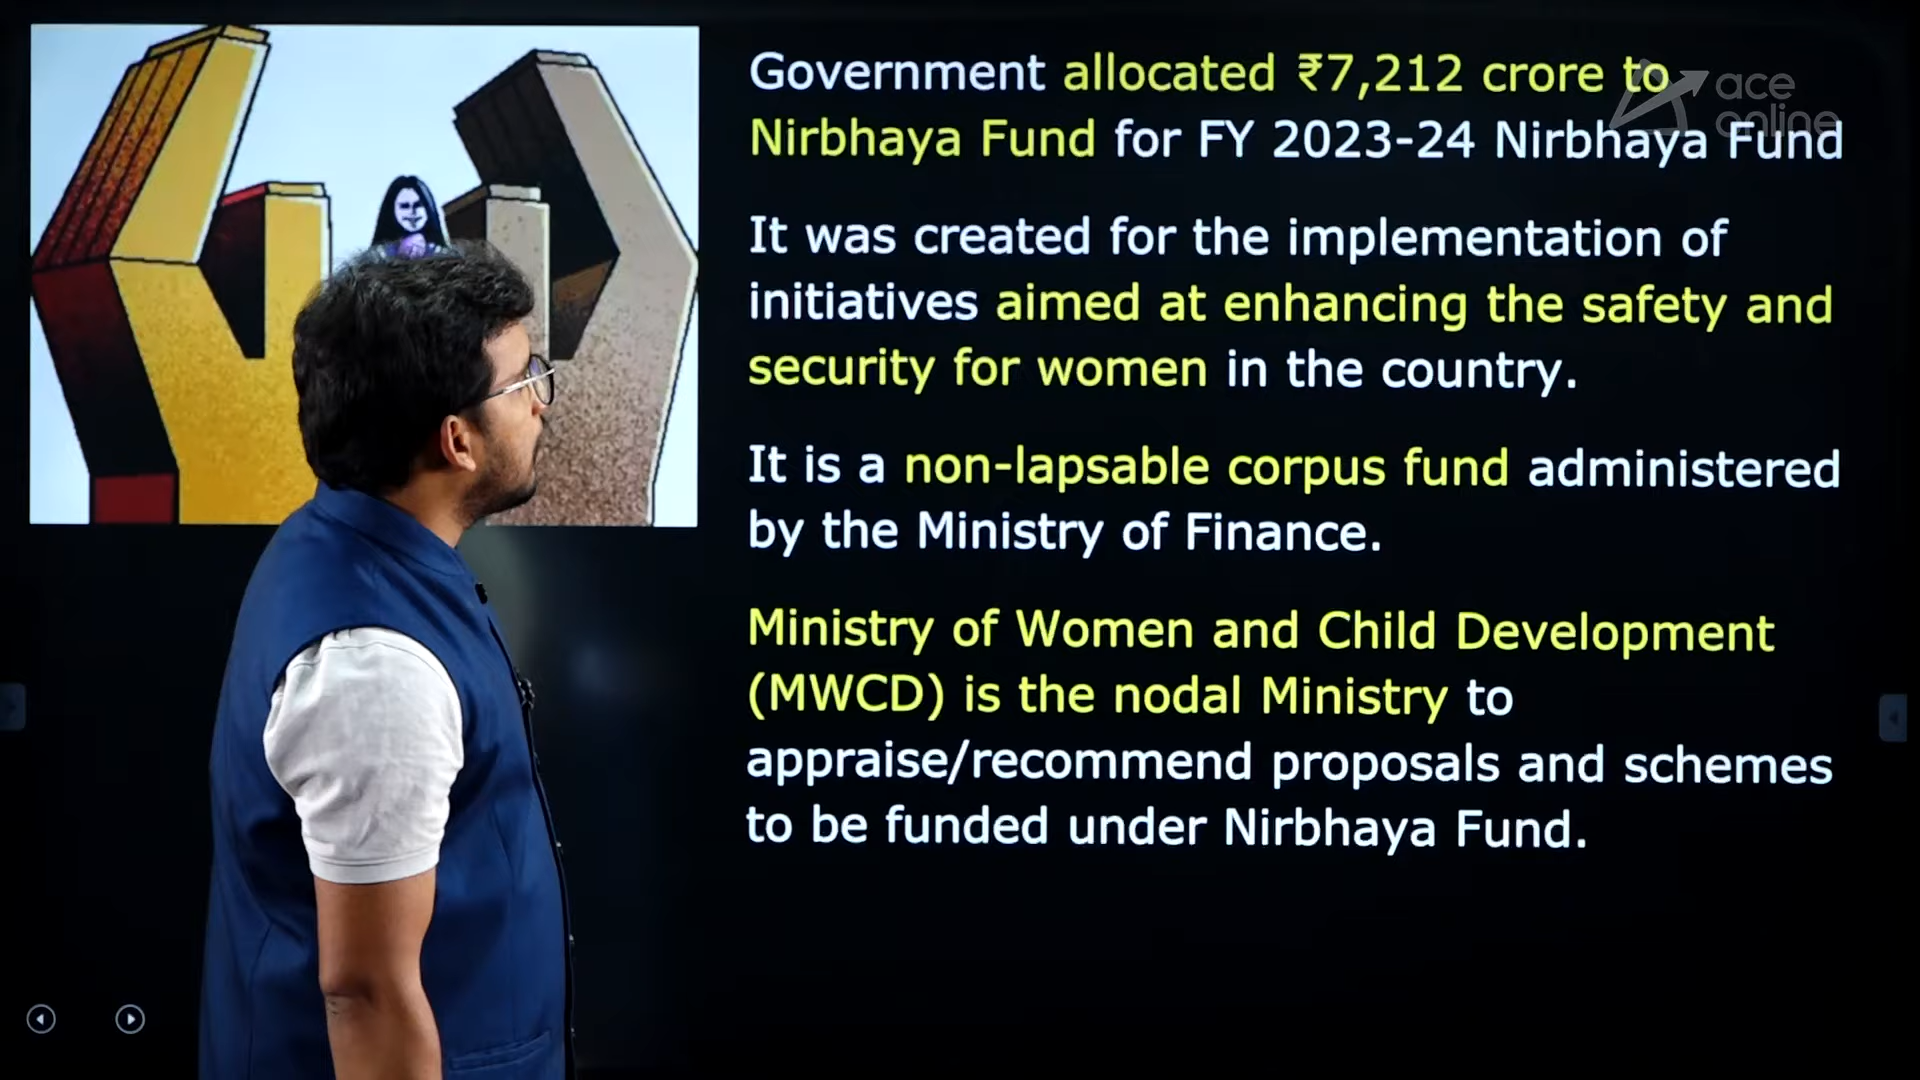 Government allocated ₹7,212 crore to
Nirbhaya Fund for FY 2023-24 Nirbhaya Fund
It was created for the implementation of
initiatives aimed at enhancing the safety and
security for women in the country.
It is a non-lapsable corpus fund administered
by the Ministry of Finance.
Ministry of Women and Child Development
(MWCD) is the nodal Ministry to
appraise/recommend proposals and schemes
to be funded under Nirbhaya Fund.
ace
online